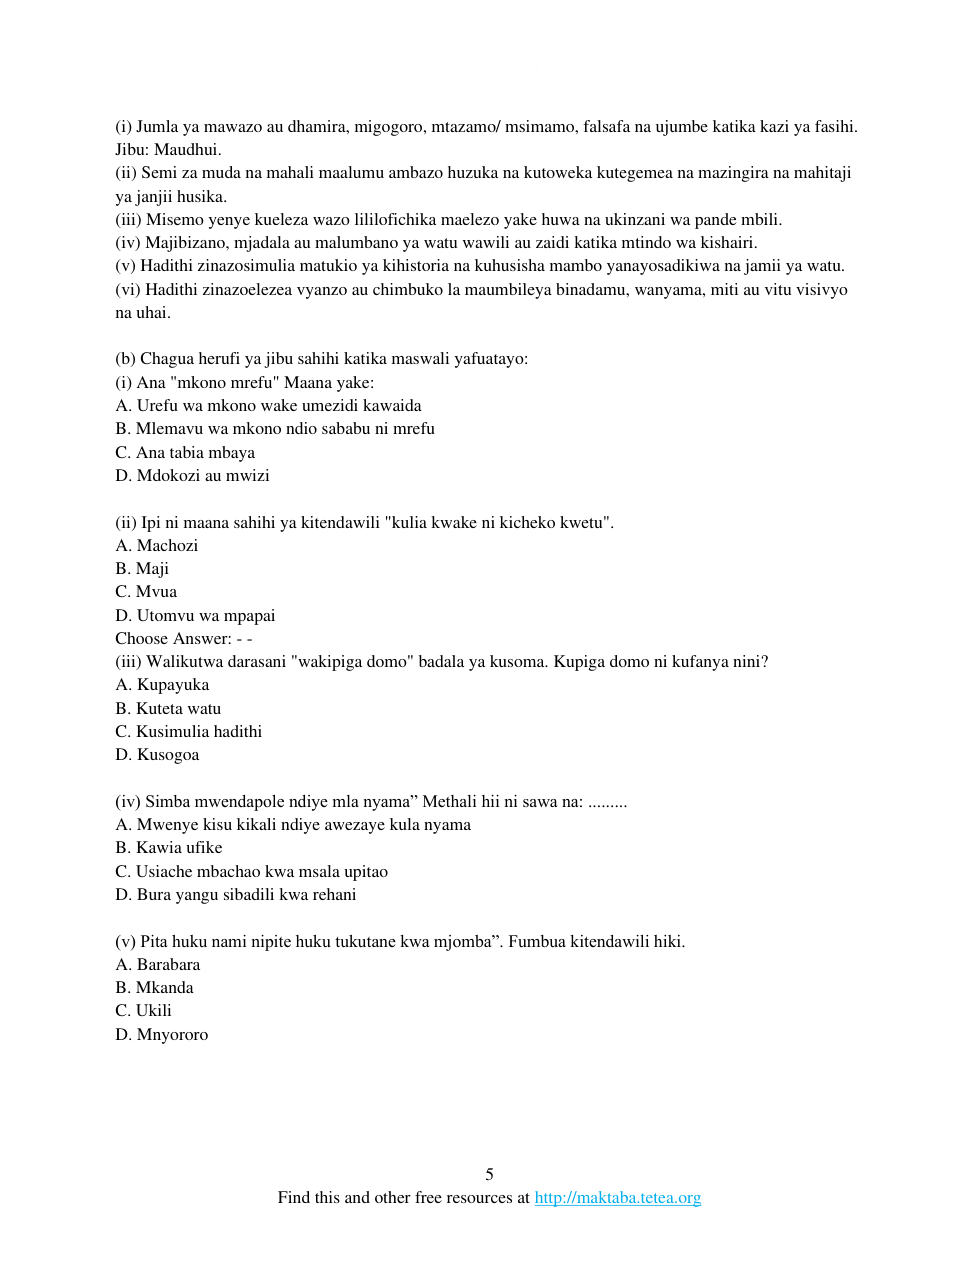 (i) Jumla ya mawazo au dhamira, migogoro, mtazamo/ msimamo, falsafa na ujumbe katika kazi ya fasihi.
Jibu: Maudhui.
(ii) Semi za muda na mahali maalumu ambazo huzuka na kutoweka kutegemea na mazingira na mahitaji
ya janjii husika.
(iii) Misemo yenye kueleza wazo lililofichika maelezo yake huwa na ukinzani wa pande mbili.
(iv) Majibizano, mjadala au malumbano ya watu wawili au zaidi katika mtindo wa kishairi.
(v) Hadithi zinazosimulia matukio ya kihistoria na kuhusisha mambo yanayosadikiwa na jamii ya watu.
(vi) Hadithi zinazoelezea vyanzo au chimbuko la maumbileya binadamu, wanyama, miti au vitu visivyo
na uhai.
(b) Chagua herufi ya jibu sahihi katika maswali yafuatayo:
(i) Ana "mkono mrefu" Maana yake:
A. Urefu wa mkono wake umezidi kawaida
B. Mlemavu wa mkono ndio sababu ni mrefu
C. Ana tabia mbaya
D. Mdokozi au mwizi
(ii) Ipi ni maana sahihi ya kitendawili "kulia kwake ni kicheko kwetu".
A. Machozi
B. Maji
C. Mvua
D. Utomvu wa mpapai
Choose Answer: - -
(iii) Walikutwa darasani "wakipiga domo" badala ya kusoma. Kupiga domo ni kufanya nini?
A. Kupayuka
B. Kuteta watu
C. Kusimulia hadithi
D. Kusogoa
(iv) Simba mwendapole ndiye mla nyama” Methali hii ni sawa na: .........
A. Mwenye kisu kikali ndiye awezaye kula nyama
B. Kawia ufike
C. Usiache mbachao kwa msala upitao
D. Bura yangu sibadili kwa rehani
(v) Pita huku nami nipite huku tukutane kwa mjomba”. Fumbua kitendawili hiki.
A. Barabara
B. Mkanda
C. Ukili
D. Mnyororo
5
Find this and other free resources at http://maktaba.tetea.org